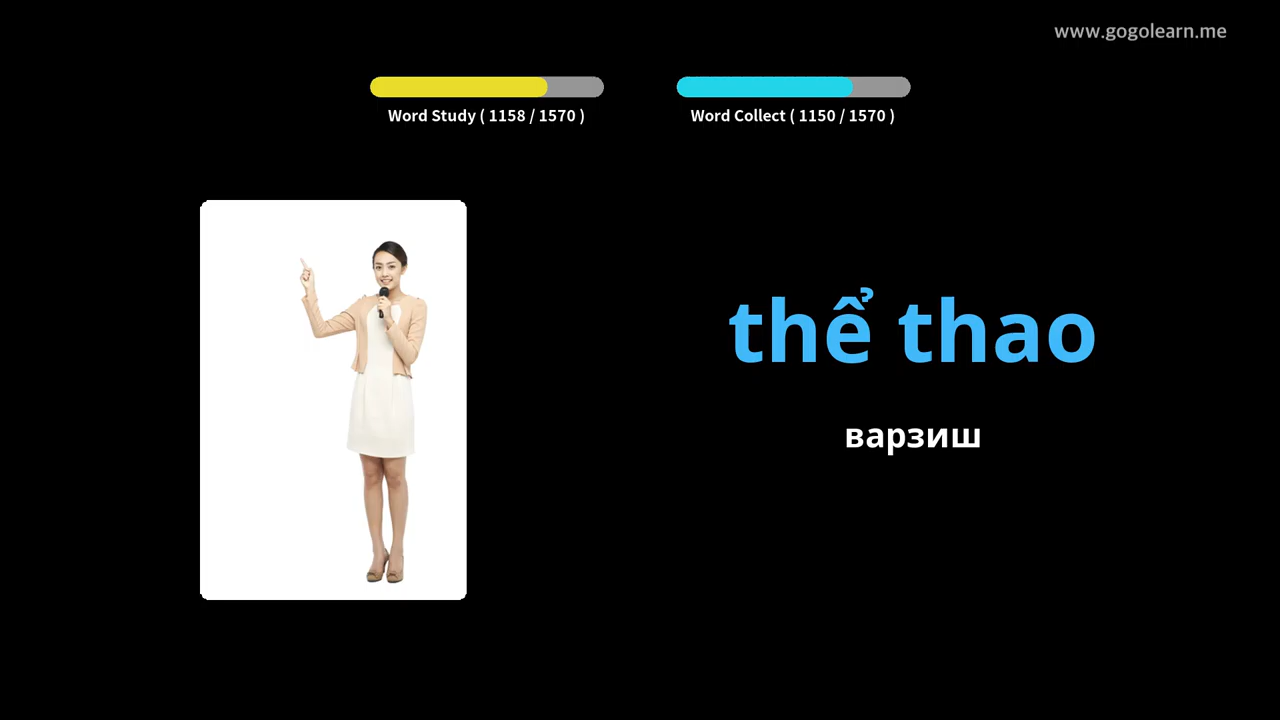 www.gogolearn.me
Word Study ( 1158 / 1570 )
Word Collect ( 1150 / 1570 )
thể thao
варзиш